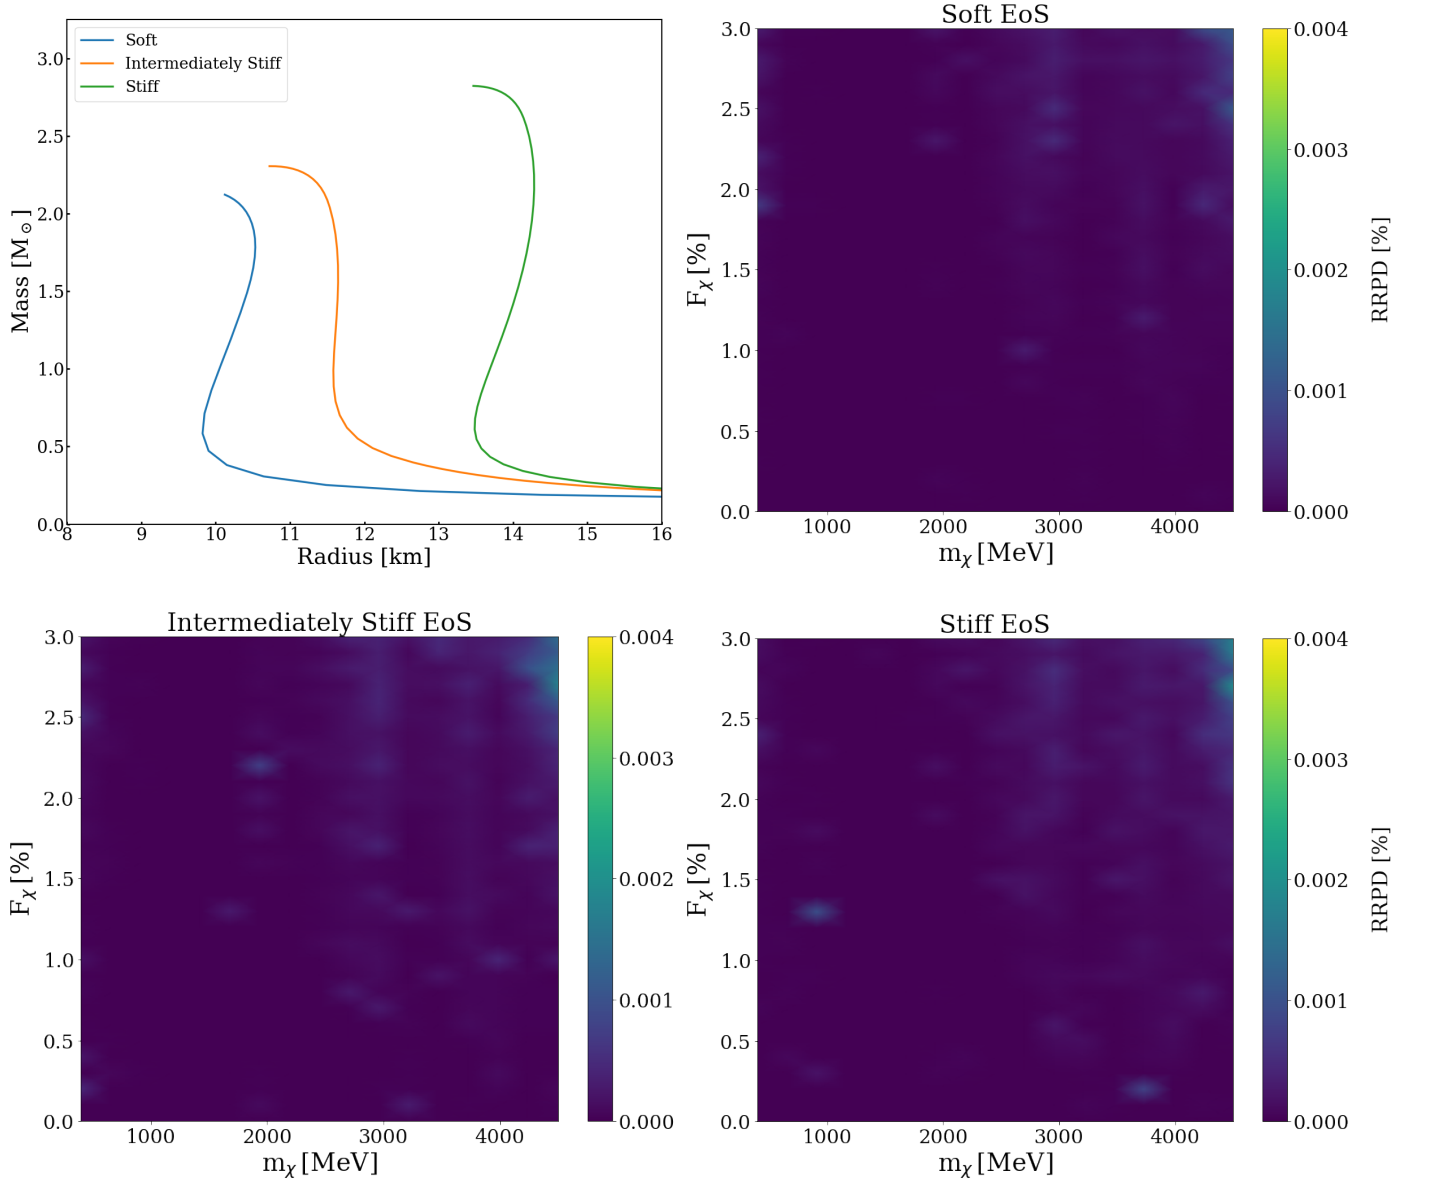 Soft
Intermediately Stiff
Stiff
3.0
2.5
2.0
1.5
1.0
0.5
0.0
Mass [M⊙]
8 9 10 11 12 13 14 15 16
Radius [km]
Soft EoS
3.0
2.5
2.0
1.5
1.0
0.5
0.0
Fχ [%]
1000 2000 3000 4000
mχ [MeV]
0.004
0.003
0.002
0.001
0.000
RRPD [%]
Intermediately Stiff EoS
3.0
2.5
2.0
1.5
1.0
0.5
0.0
Fχ [%]
1000 2000 3000 4000
mχ [MeV]
0.004
0.003
0.002
0.001
0.000
Stiff EoS
3.0
2.5
2.0
1.5
1.0
0.5
0.0
Fχ [%]
1000 2000 3000 4000
mχ [MeV]
0.004
0.003
0.002
0.001
0.000
RRPD [%]